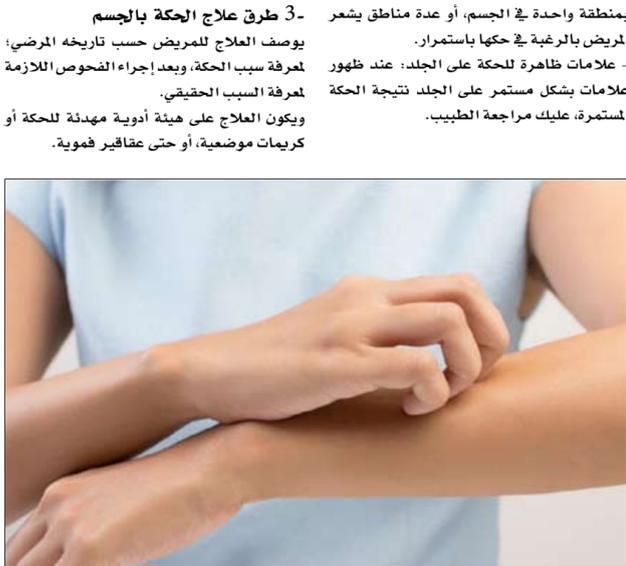 بمنطقة واحدة في الجسم، أو عدة مناطق يشعر
المريض بالرغبة في حكها باستمرار.
- علامات ظاهرة للحكة على الجلد: عند ظهور
علامات بشكل مستمر على الجلد نتيجة الحكة
المستمرة، عليك مراجعة الطبيب.
3- طرق علاج الحكة بالجسم
يوصف العلاج للمريض حسب تاريخه المرضي؛
لمعرفة سبب الحكة، وبعد إجراء الفحوص اللازمة
لمعرفة السبب الحقيقي.
ويكون العلاج على هيئة أدوية مهدئة للحكة أو
كريمات موضعية، أو حتى عقاقير فموية.